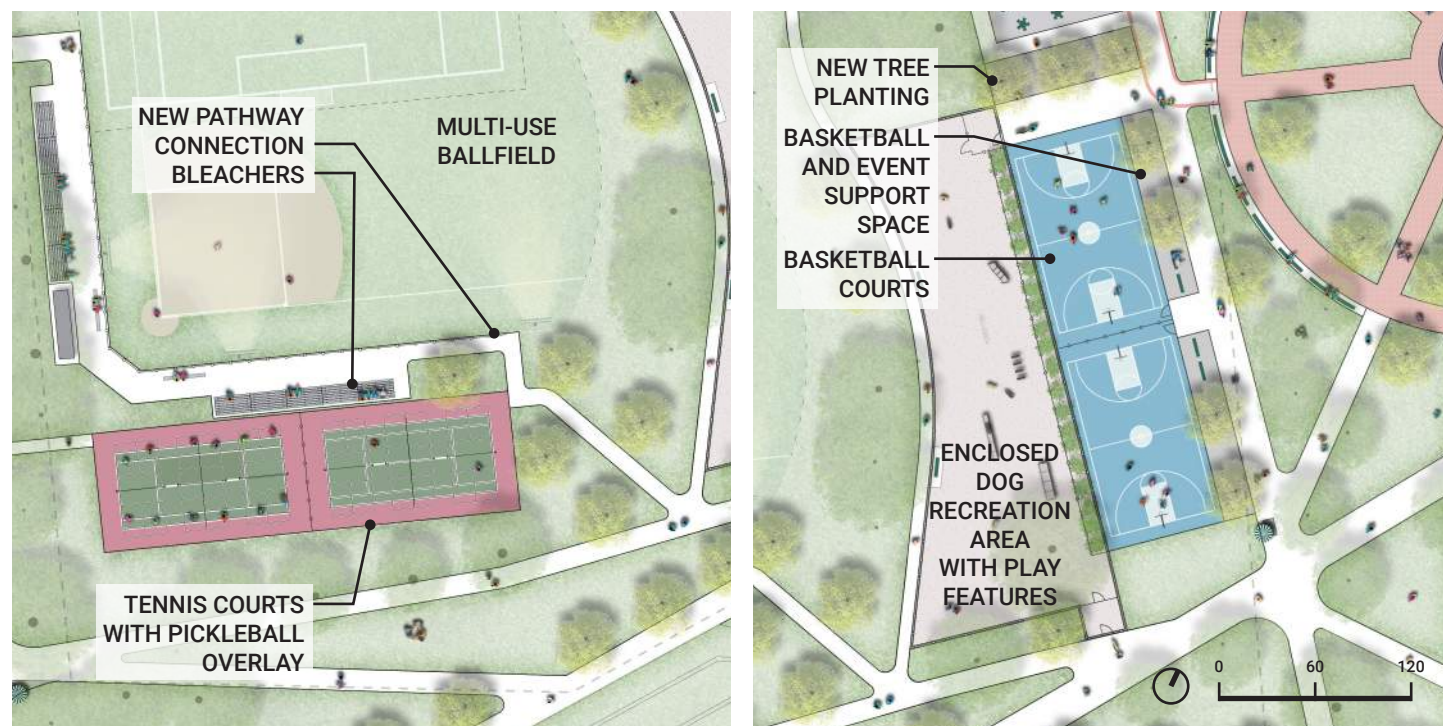 NEW PATHWAY
CONNECTION
BLEACHERS
MULTI-USE
BALLFIELD
TENNIS COURTS
WITH PICKLEBALL
OVERLAY
NEW TREE
PLANTING
BASKETBALL
AND EVENT
SUPPORT
SPACE
BASKETBALL
COURTS
ENCLOSED
DOG
RECREATION
AREA
WITH PLAY
FEATURES
0 60 120